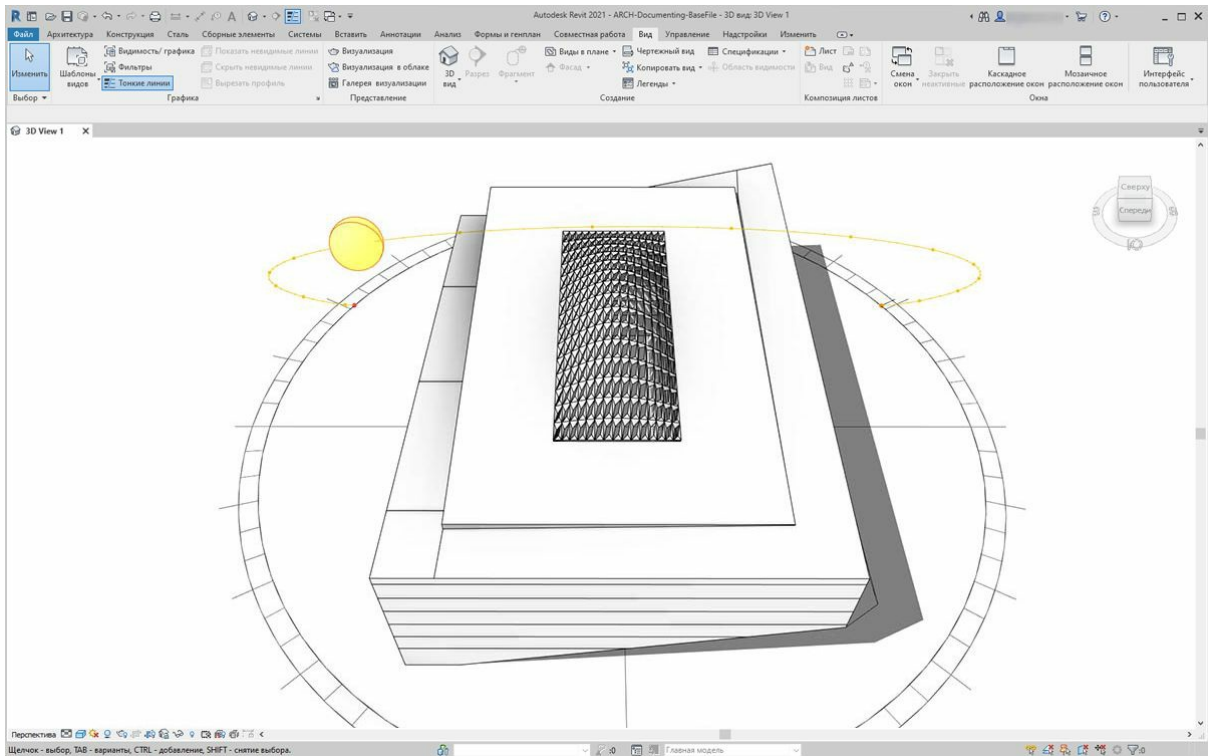 Autodesk Revit 2021 - ARCH-Documenting-BaseFile - 3D вид: 3D View 1
Файл Архитектура Конструкция Сталь Сборные элементы Системы Вставить Аннотации Анализ Формы и генплан Совместная работа Вид Управление Надстройки Изменить
Изменить
Шаблоны видов
Видимость/ графика
Фильтры
Тонкие линии
Показать невидимые линии
Скрыть невидимые линии
Вырезать профиль
Визуализация
Визуализация в облаке
Галерея визуализации
3D вид
Разрез
Фрагмент
Виды в плане
Фасад
Чертежный вид
Копировать вид
Легенды
Спецификации
Область видимости
Лист
Вид
Смена окон
Закрыть неактивные
Каскадное расположение окон
Мозаичное расположение окон
Интерфейс пользователя
Выбор
Графика
Представление
Создание
Композиция листов
Окна
3D View 1
Сверху
Спереди
Ю
Перспектива
Щелчок - выбор, TAB - варианты, CTRL - добавление, SHIFT - снятие выбора.
:0
Главная модель
:0